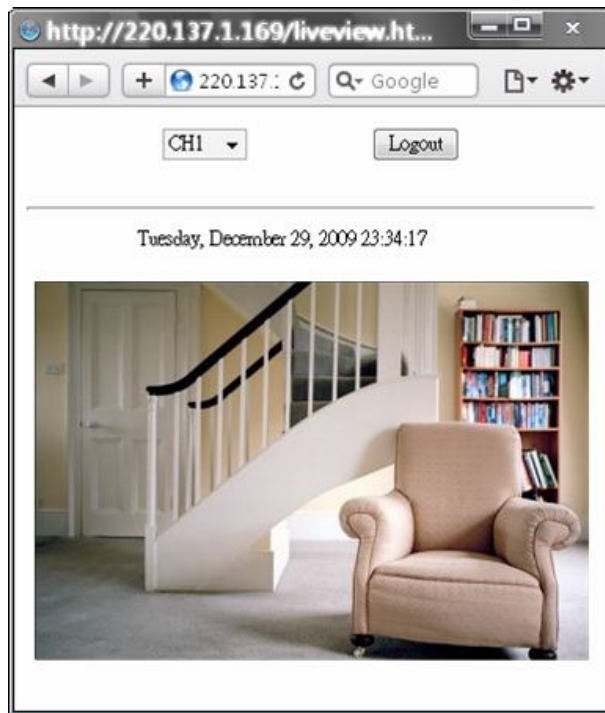 http://220.137.1.169/liveview.ht...
220.137.:
Google
CH1
Logout
Tuesday, December 29, 2009 23:34:17